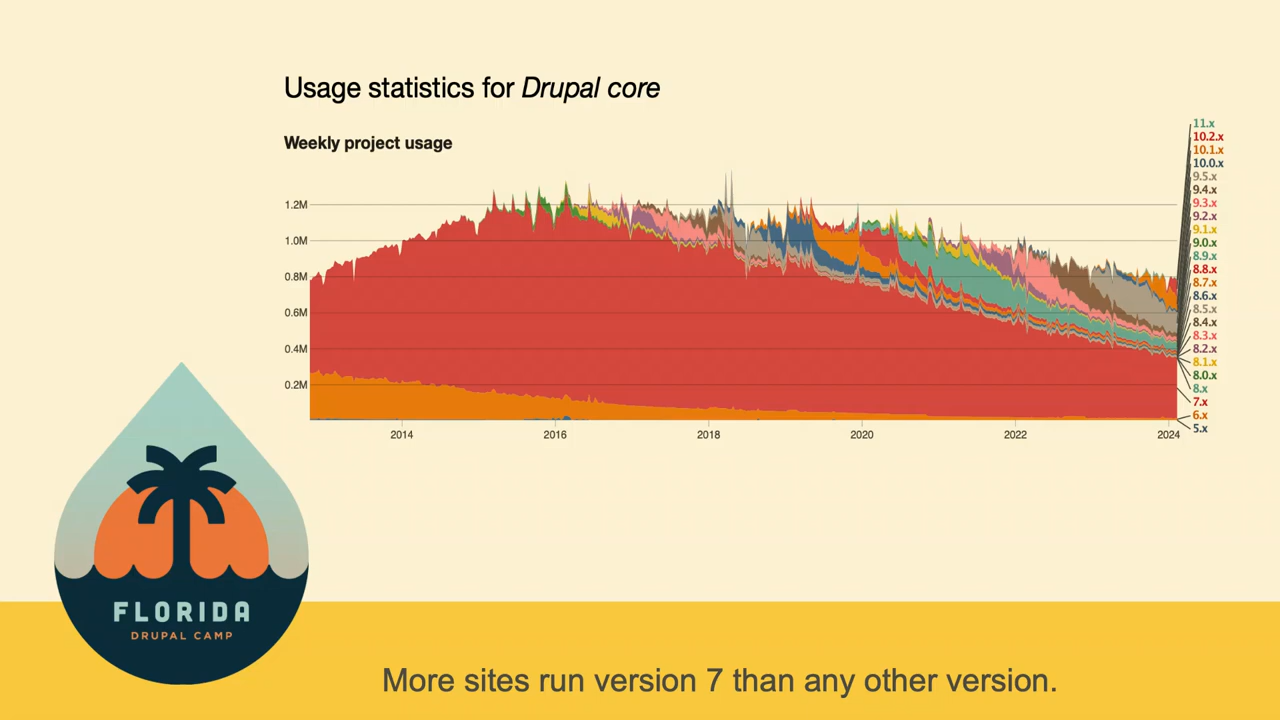 Usage statistics for Drupal core
Weekly project usage
1.2M
1.0M
0.8M
0.6M
0.4M
0.2M
2014 2016 2018 2020 2022 2024
11.x
10.2.x
10.1.x
10.0.x
9.5.x
9.4.x
9.3.x
9.2.x
9.1.x
9.0.x
8.9.x
8.8.x
8.7.x
8.6.x
8.5.x
8.4.x
8.3.x
8.2.x
8.1.x
8.0.x
8.x
7.x
6.x
5.x
FLORIDA
DRUPAL CAMP
More sites run version 7 than any other version.